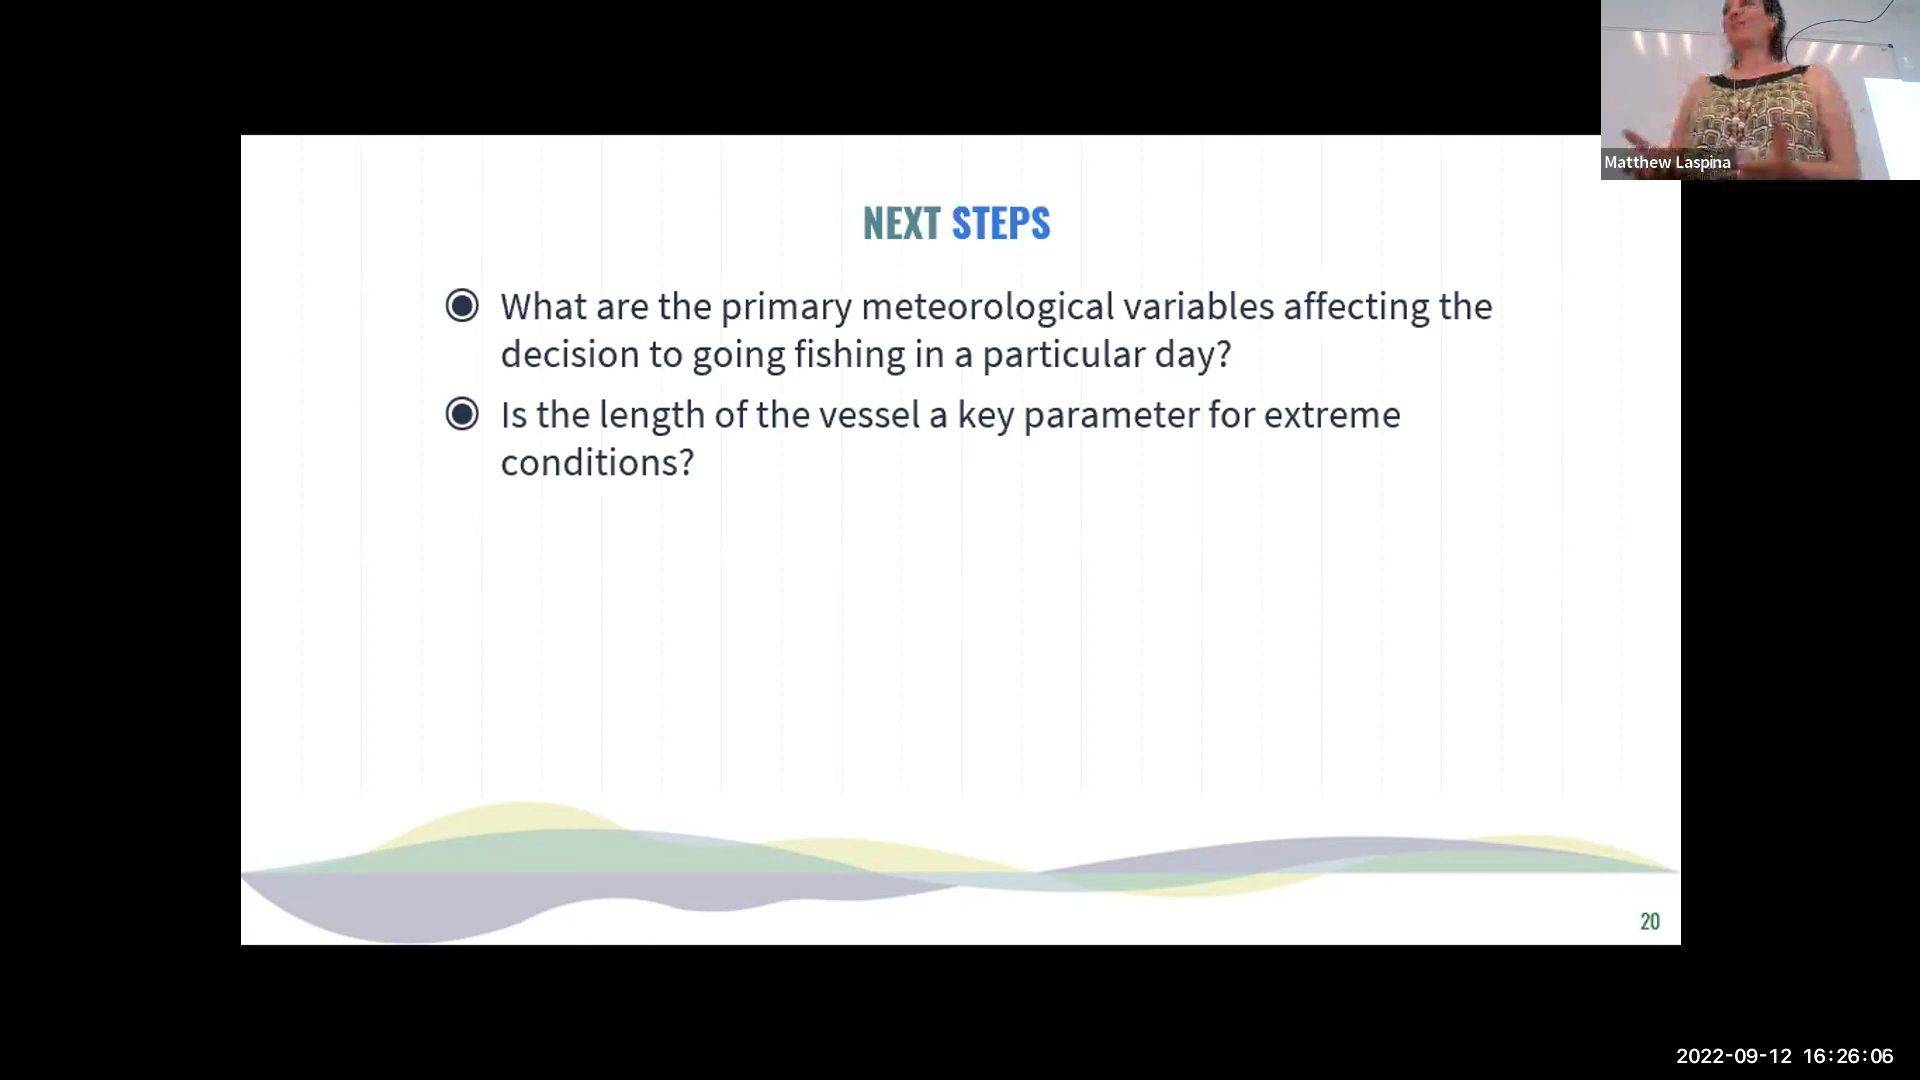 Matthew Laspina
NEXT STEPS
What are the primary meteorological variables affecting the
decision to going fishing in a particular day?
Is the length of the vessel a key parameter for extreme
conditions?
20
2022-09-12 16:26:06